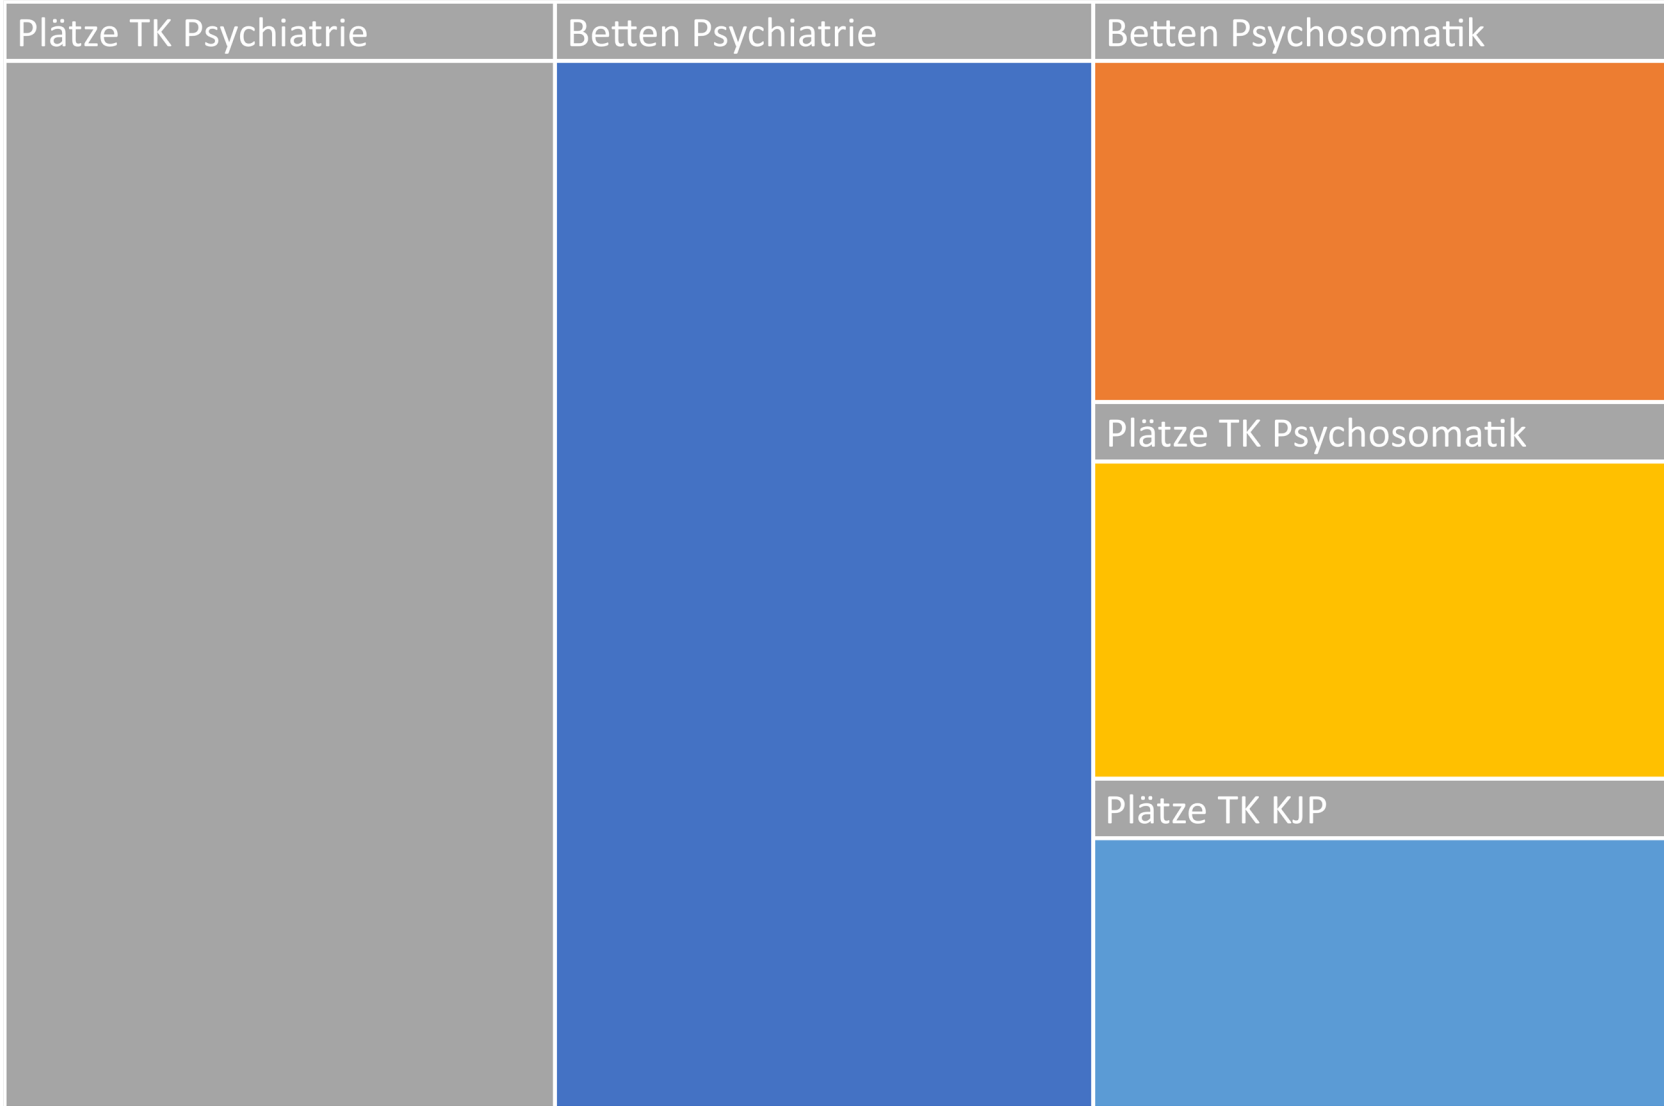 Plätze TK Psychiatrie
Betten Psychiatrie
Betten Psychosomatik
Plätze TK Psychosomatik
Plätze TK KJP